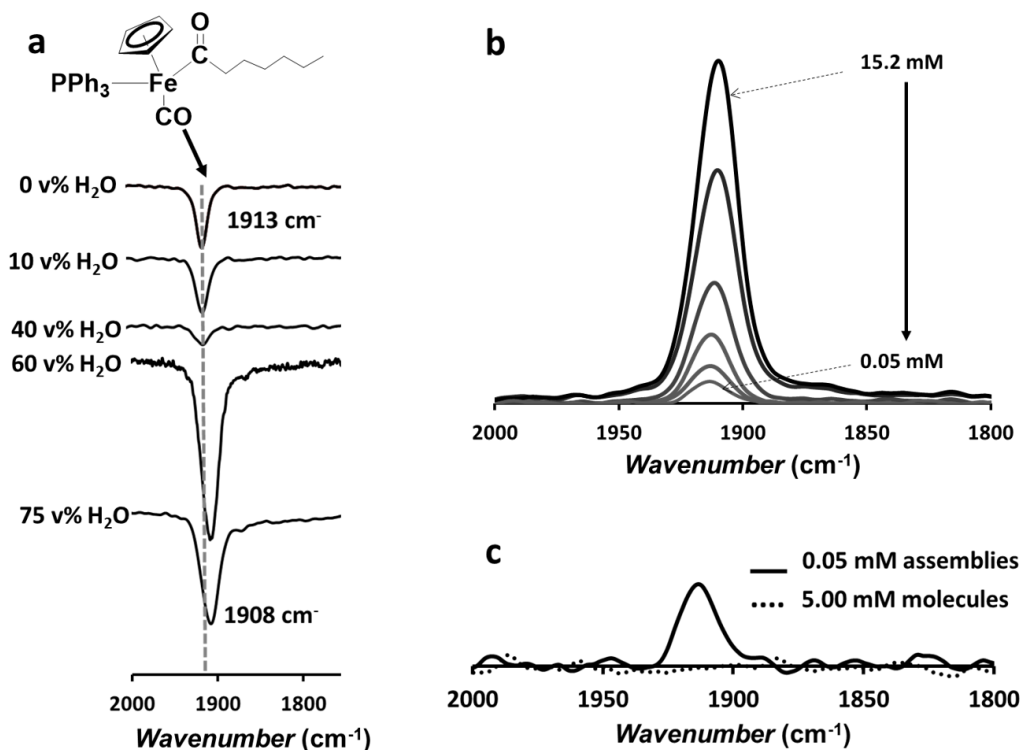 a
O
C
PPh₃
Fe
CO
0 v% H₂O
1913 cm⁻
10 v% H₂O
40 v% H₂O
60 v% H₂O
75 v% H₂O
1908 cm⁻
2000 1900 1800
Wavenumber (cm⁻¹)
b
15.2 mM
0.05 mM
2000 1950 1900 1850 1800
Wavenumber (cm⁻¹)
c
0.05 mM assemblies
5.00 mM molecules
2000 1950 1900 1850 1800
Wavenumber (cm⁻¹)